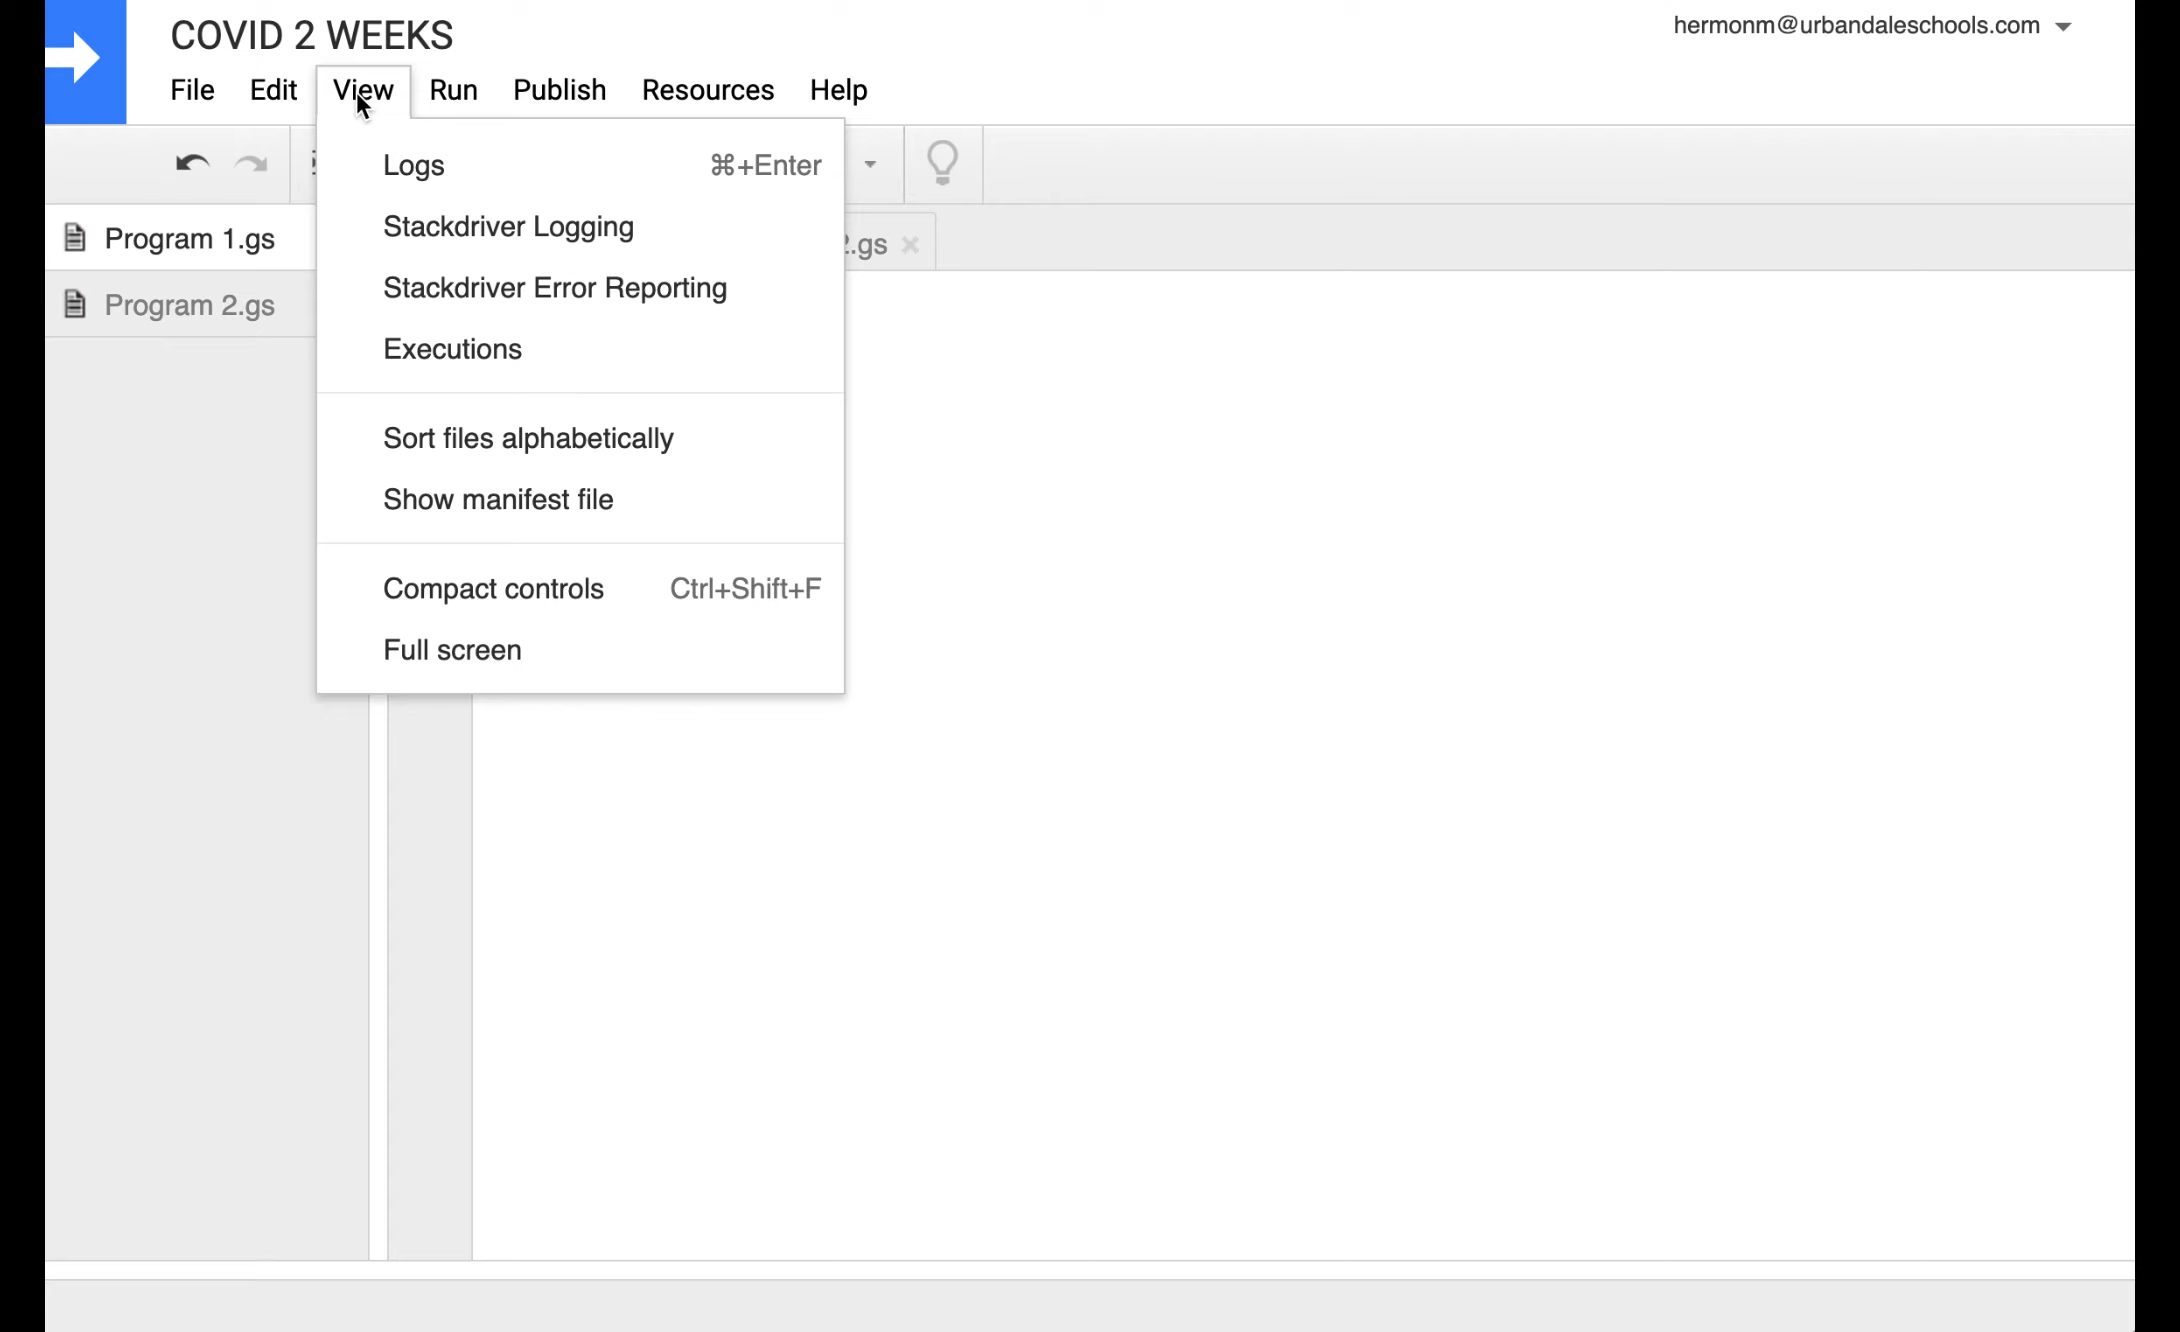 COVID 2 WEEKS
hermonm@urbandaleschools.com
File Edit View Run Publish Resources Help
Logs ⌘+Enter
Stackdriver Logging
Program 1.gs
.gs
Stackdriver Error Reporting
Program 2.gs
Executions
Sort files alphabetically
Show manifest file
Compact controls Ctrl+Shift+F
Full screen